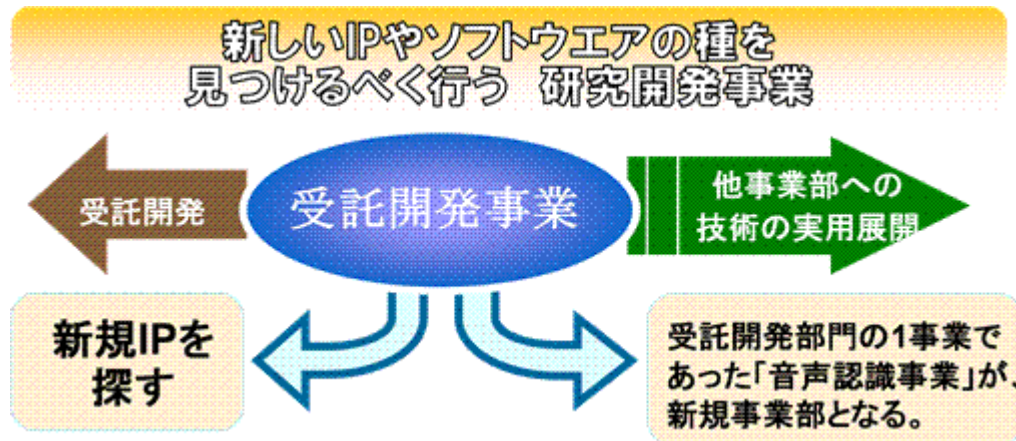 新しいIPやソフトウエアの種を
見つけるべく行う 研究開発事業
受託開発
受託開発事業
他事業部への
技術の実用展開
新規IPを
探す
受託開発部門の1事業で
あった「音声認識事業」が、
新規事業部となる。